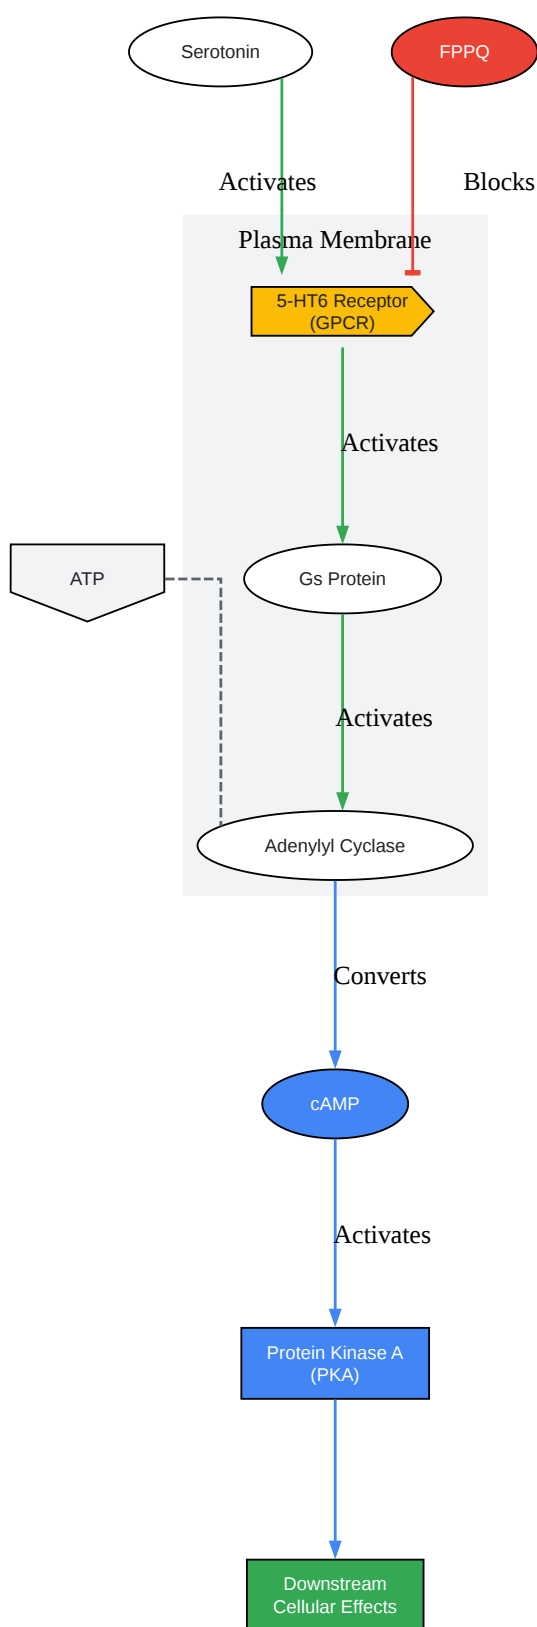 Serotonin
FPPQ
Activates
Blocks
Plasma Membrane
5-HT6 Receptor
(GPCR)
Activates
ATP
Gs Protein
Activates
Adenylyl Cyclase
Converts
cAMP
Activates
Protein Kinase A
(PKA)
Downstream
Cellular Effects